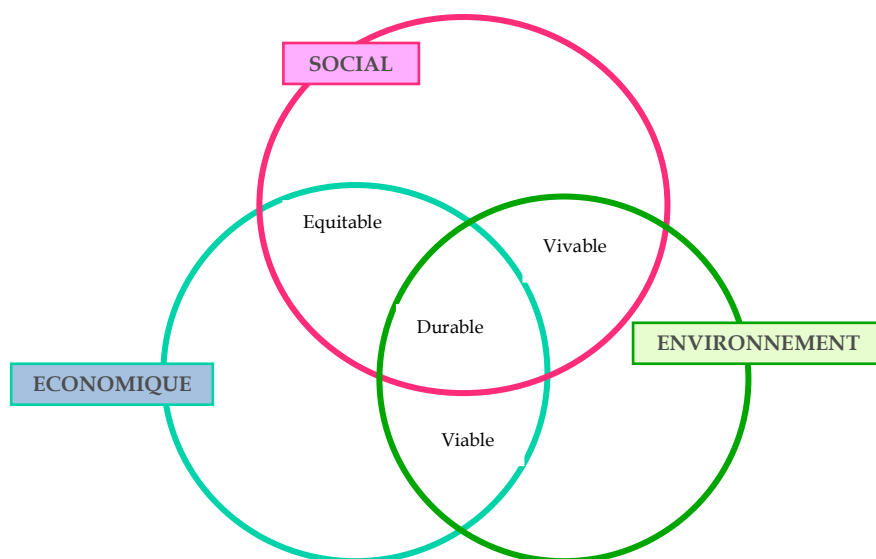 SOCIAL
Equitable
Vivable
Durable
ENVIRONNEMENT
ECONOMIQUE
Viable